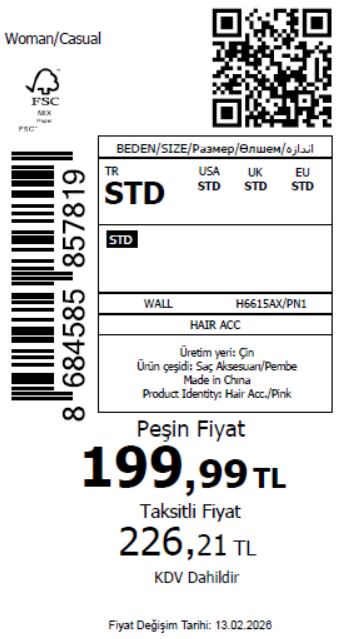 Woman/Casual
FSC
MIX
Paper
FSC™
BEDEN/SIZE/Размер/Өлшем/اندازه
TR USA UK EU
STD STD STD STD
STD
WALL H6615AX/PN1
HAIR ACC
Üretim yeri: Çin
Ürün çeşidi: Saç Aksesuarı/Pembe
Made in China
Product Identity: Hair Acc./Pink
8 684585 857819
Peşin Fiyat
199,99 TL
Taksitli Fiyat
226,21 TL
KDV Dahildir
Fiyat Değişim Tarihi: 13.02.2026